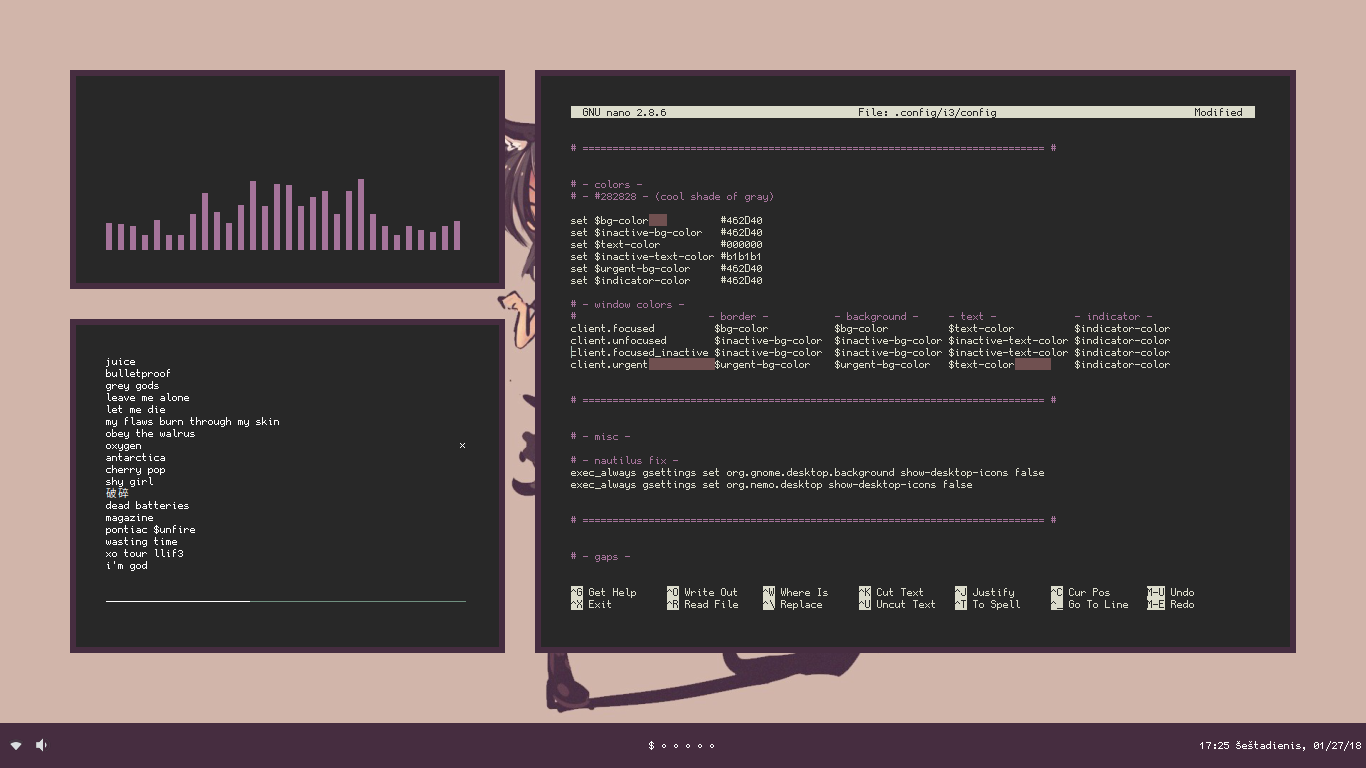 juice
bulletproof
grey gods
leave me alone
let me die
my flaws burn through my skin
obey the walrus
oxygen ×
antarctica
cherry pop
shy girl
破碎
dead batteries
magazine
pontiac $unfire
wasting time
xo tour llif3
i'm god
GNU nano 2.8.6 File: .config/i3/config Modified
# ============================================================================= #
# - colors -
# - #282828 - (cool shade of gray)
set $bg-color #462D40
set $inactive-bg-color #462D40
set $text-color #000000
set $inactive-text-color #b1b1b1
set $urgent-bg-color #462D40
set $indicator-color #462D40
# - window colors -
# - border - - background - - text - - indicator -
client.focused $bg-color $bg-color $text-color $indicator-color
client.unfocused $inactive-bg-color $inactive-bg-color $inactive-text-color $indicator-color
client.focused_inactive $inactive-bg-color $inactive-bg-color $inactive-text-color $indicator-color
client.urgent $urgent-bg-color $urgent-bg-color $text-color $indicator-color
# ============================================================================= #
# - misc -
# - nautilus fix -
exec_always gsettings set org.gnome.desktop.background show-desktop-icons false
exec_always gsettings set org.nemo.desktop show-desktop-icons false
# ============================================================================= #
# - gaps -
^G Get Help ^O Write Out ^W Where Is ^K Cut Text ^J Justify ^C Cur Pos M-U Undo
^X Exit ^R Read File ^\ Replace ^U Uncut Text ^T To Spell ^_ Go To Line M-E Redo
$ 17:25 šeštadienis, 01/27/18